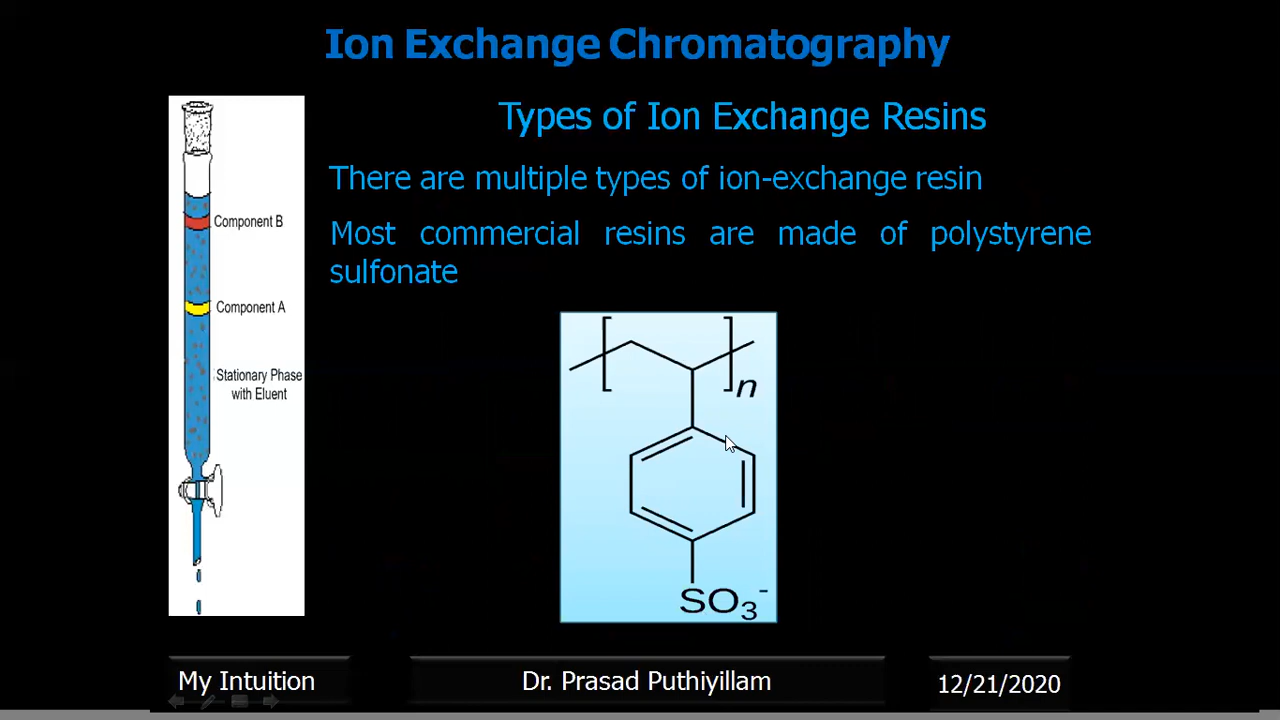 Ion Exchange Chromatography
Types of Ion Exchange Resins
There are multiple types of ion-exchange resin
Most commercial resins are made of polystyrene
sulfonate
Component B
Component A
Stationary Phase
with Eluent
n
SO₃⁻
My Intuition
Dr. Prasad Puthiyillam
12/21/2020